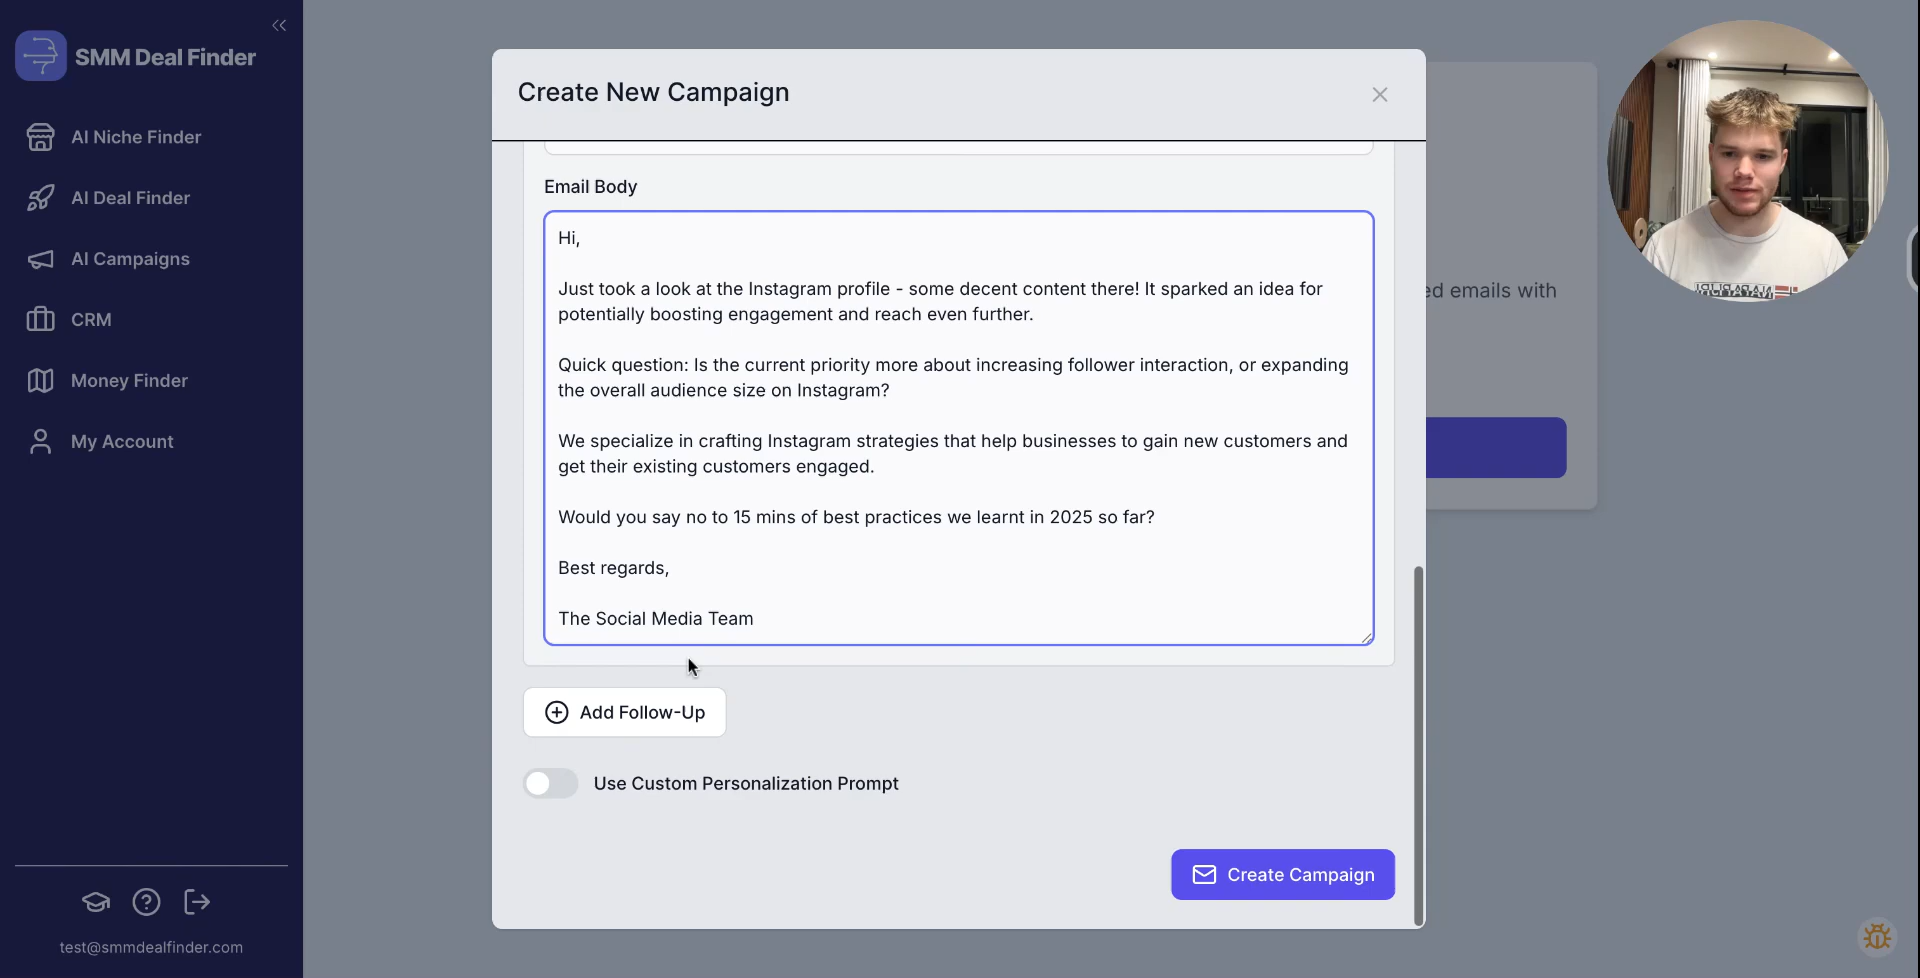 SMM Deal Finder
AI Niche Finder
AI Deal Finder
AI Campaigns
CRM
Money Finder
My Account
test@smmdealfinder.com
Create New Campaign
Email Body
Hi,
Just took a look at the Instagram profile - some decent content there! It sparked an idea for
potentially boosting engagement and reach even further.
Quick question: Is the current priority more about increasing follower interaction, or expanding
the overall audience size on Instagram?
We specialize in crafting Instagram strategies that help businesses to gain new customers and
get their existing customers engaged.
Would you say no to 15 mins of best practices we learnt in 2025 so far?
Best regards,
The Social Media Team
Add Follow-Up
Use Custom Personalization Prompt
Create Campaign
emails with